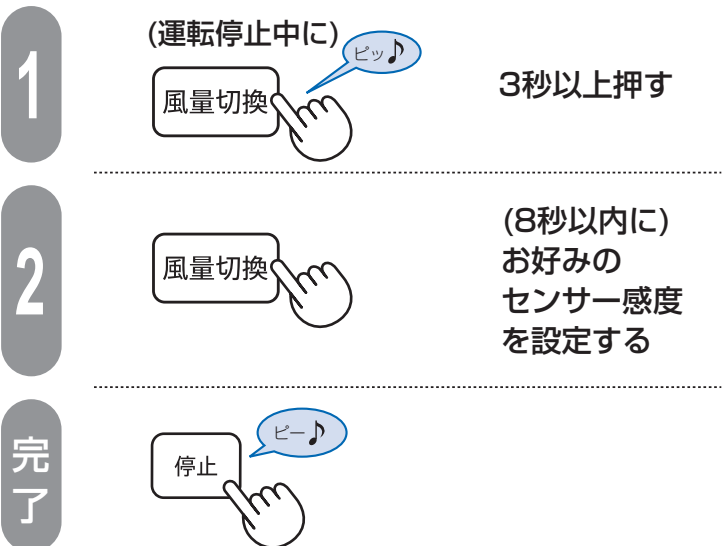 1
(運転停止中に)
ピッ♪
風量切換
3秒以上押す
2
風量切換
(8秒以内に)
お好みの
センサー感度
を設定する
完了
ピー♪
停止